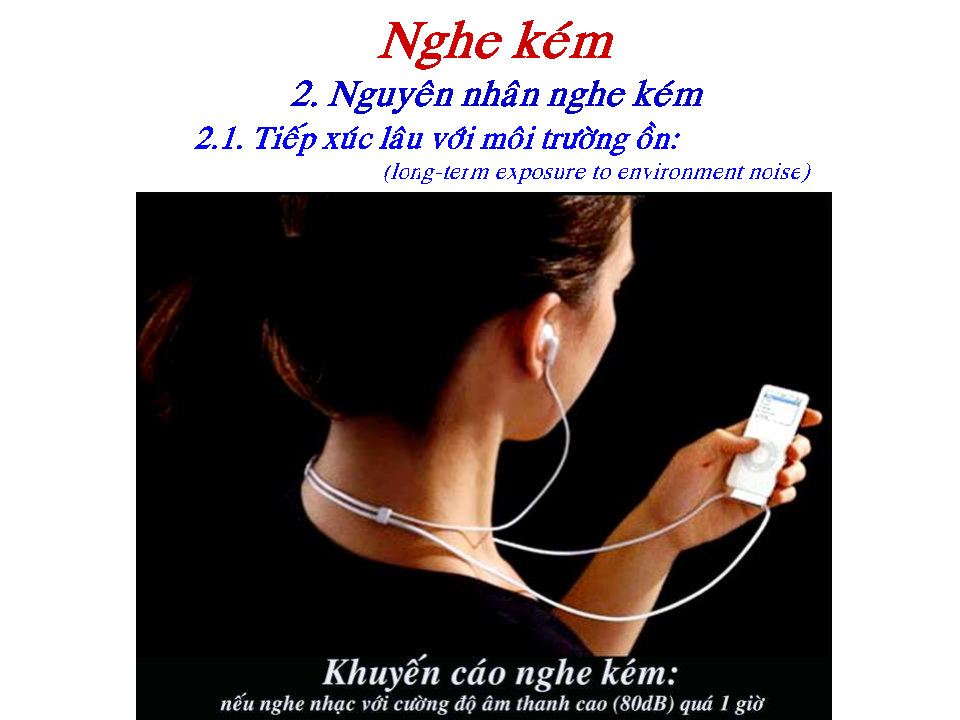 Nghe kém
2. Nguyên nhân nghe kém
2.1. Tiếp xúc lâu với môi trường ồn:
(long-term exposure to environment noise)
Khuyến cáo nghe kém:
nếu nghe nhạc với cường độ âm thanh cao (80dB) quá 1 giờ